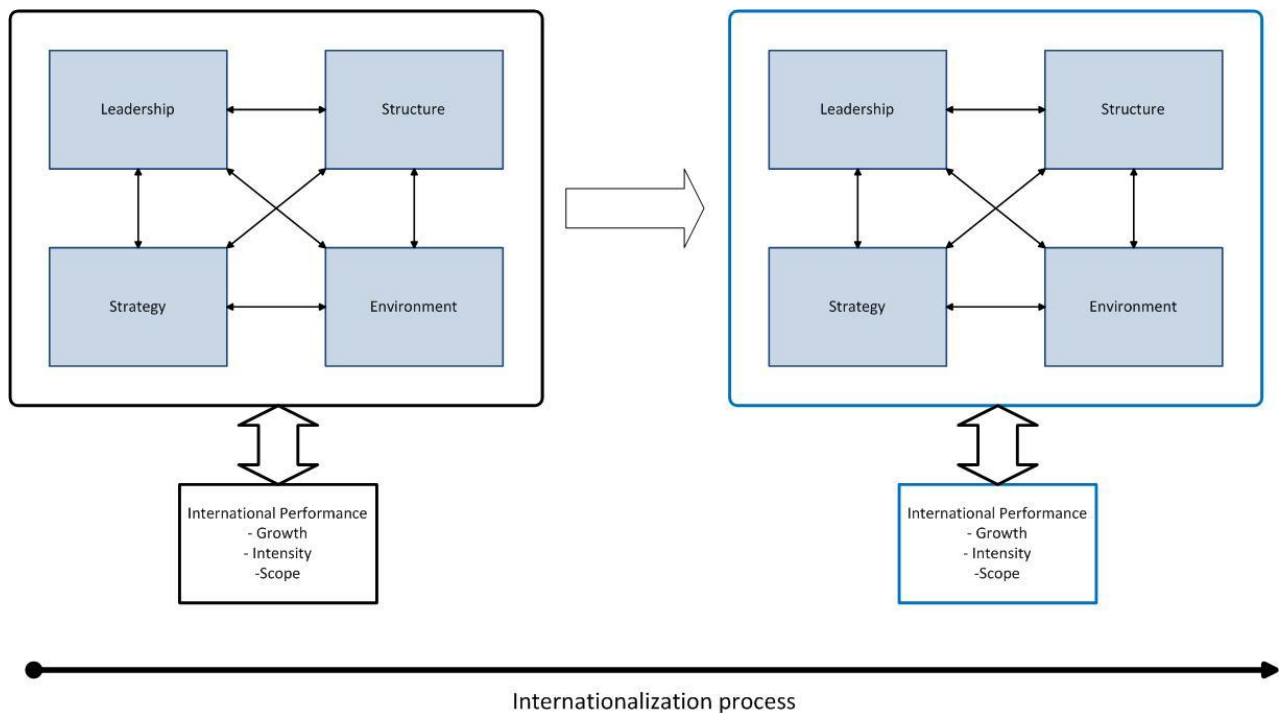 Leadership
Structure
Strategy
Environment
International Performance
- Growth
- Intensity
-Scope
Leadership
Structure
Strategy
Environment
International Performance
- Growth
- Intensity
-Scope
Internationalization process